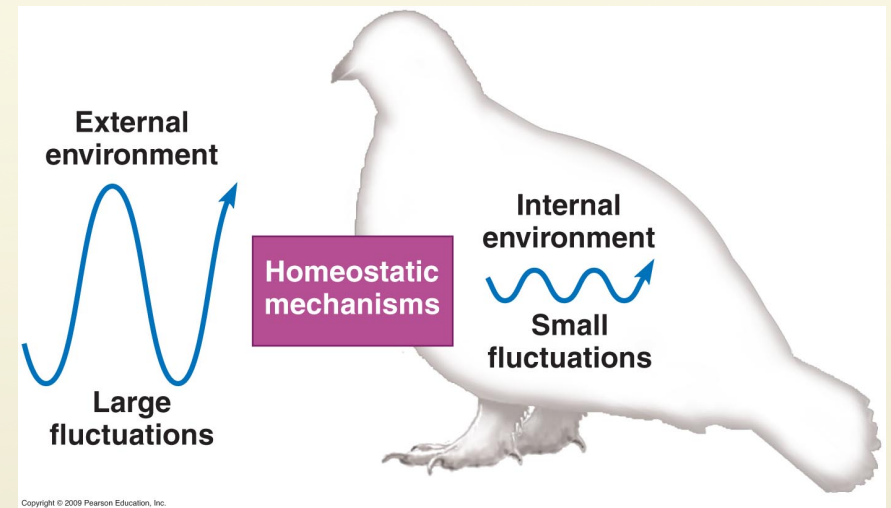 External
environment
Large
fluctuations
Homeostatic
mechanisms
Internal
environment
Small
fluctuations
Copyright © 2009 Pearson Education, Inc.